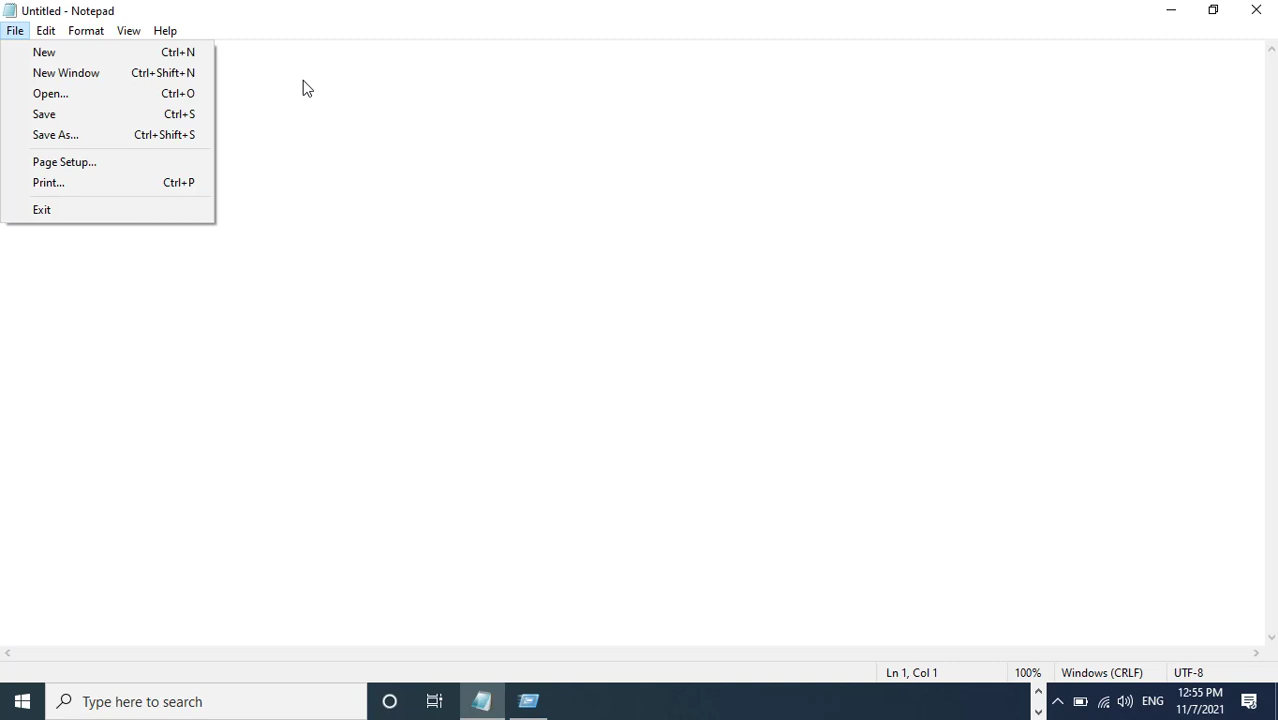 Untitled - Notepad
File Edit Format View Help
New Ctrl+N
New Window Ctrl+Shift+N
Open... Ctrl+O
Save Ctrl+S
Save As... Ctrl+Shift+S
Page Setup...
Print... Ctrl+P
Exit
Ln 1, Col 1 100% Windows (CRLF) UTF-8
Type here to search ENG 12:55 PM
11/7/2021